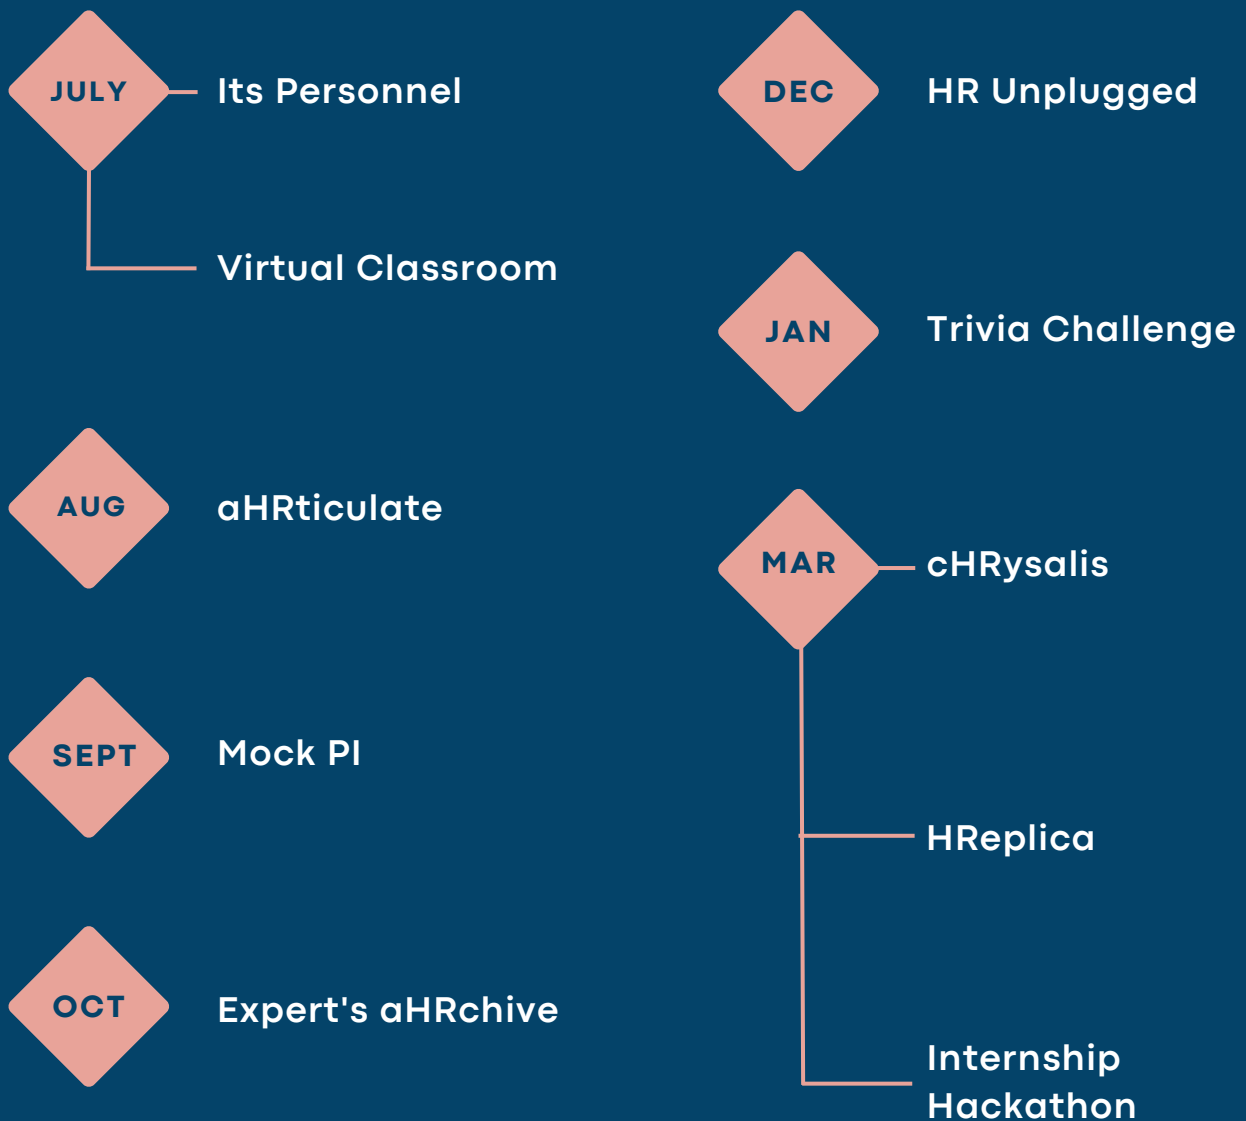 JULY
Its Personnel
Virtual Classroom
AUG
aHRticulate
SEPT
Mock PI
OCT
Expert's aHRchive
DEC
HR Unplugged
JAN
Trivia Challenge
MAR
cHRysalis
HReplica
Internship
Hackathon